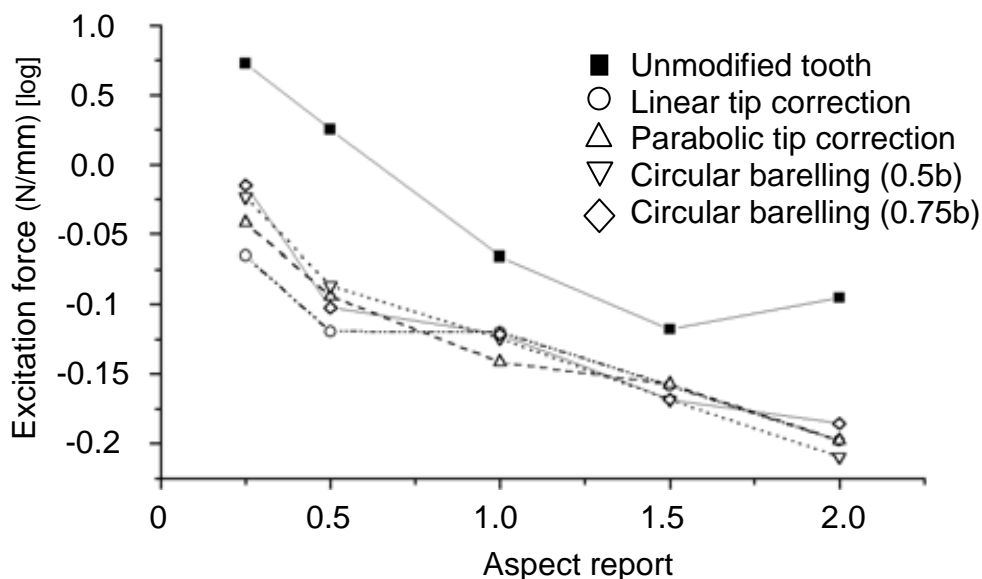 1.0
0.5
0.0
-0.05
-0.1
-0.15
-0.2
Excitation force (N/mm) [log]
Unmodified tooth
Linear tip correction
Parabolic tip correction
Circular barelling (0.5b)
Circular barelling (0.75b)
0 0.5 1.0 1.5 2.0
Aspect report